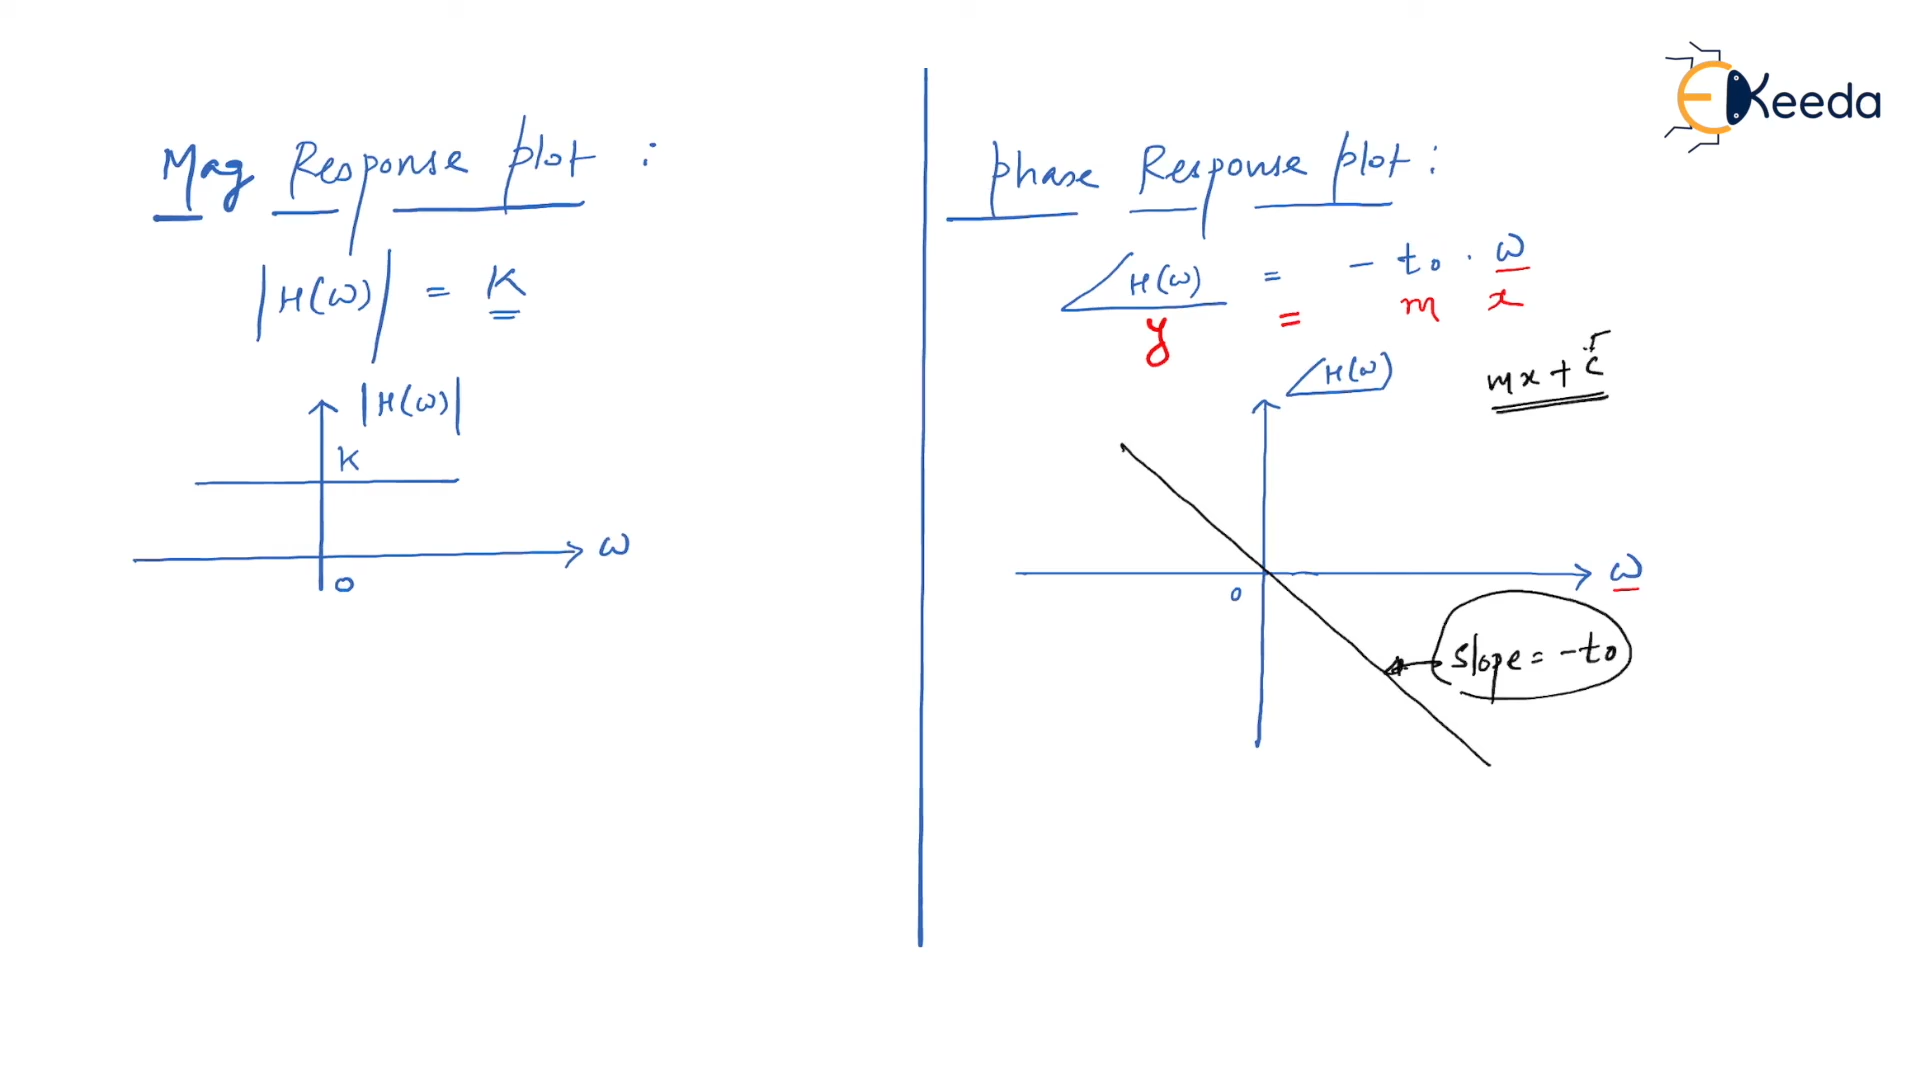 EKeeda
Mag Response plot :
|H(ω)| = K
|H(ω)|
K
ω
0
phase Response plot :
∠H(ω) = - t₀ . ω
y = m x
∠H(ω)
mx + c
ω
0
slope = -t₀